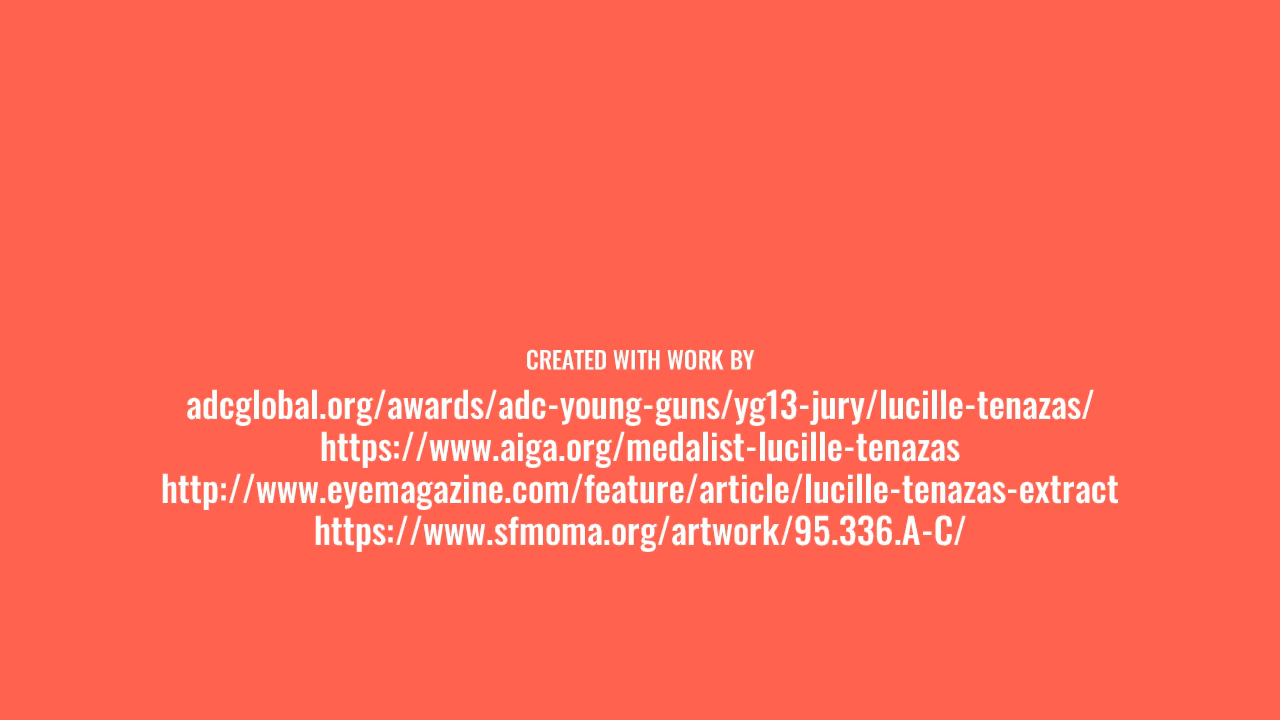 CREATED WITH WORK BY
adcglobal.org/awards/adc-young-guns/yg13-jury/lucille-tenazas/
https://www.aiga.org/medalist-lucille-tenazas
http://www.eyemagazine.com/feature/article/lucille-tenazas-extract
https://www.sfmoma.org/artwork/95.336.A-C/